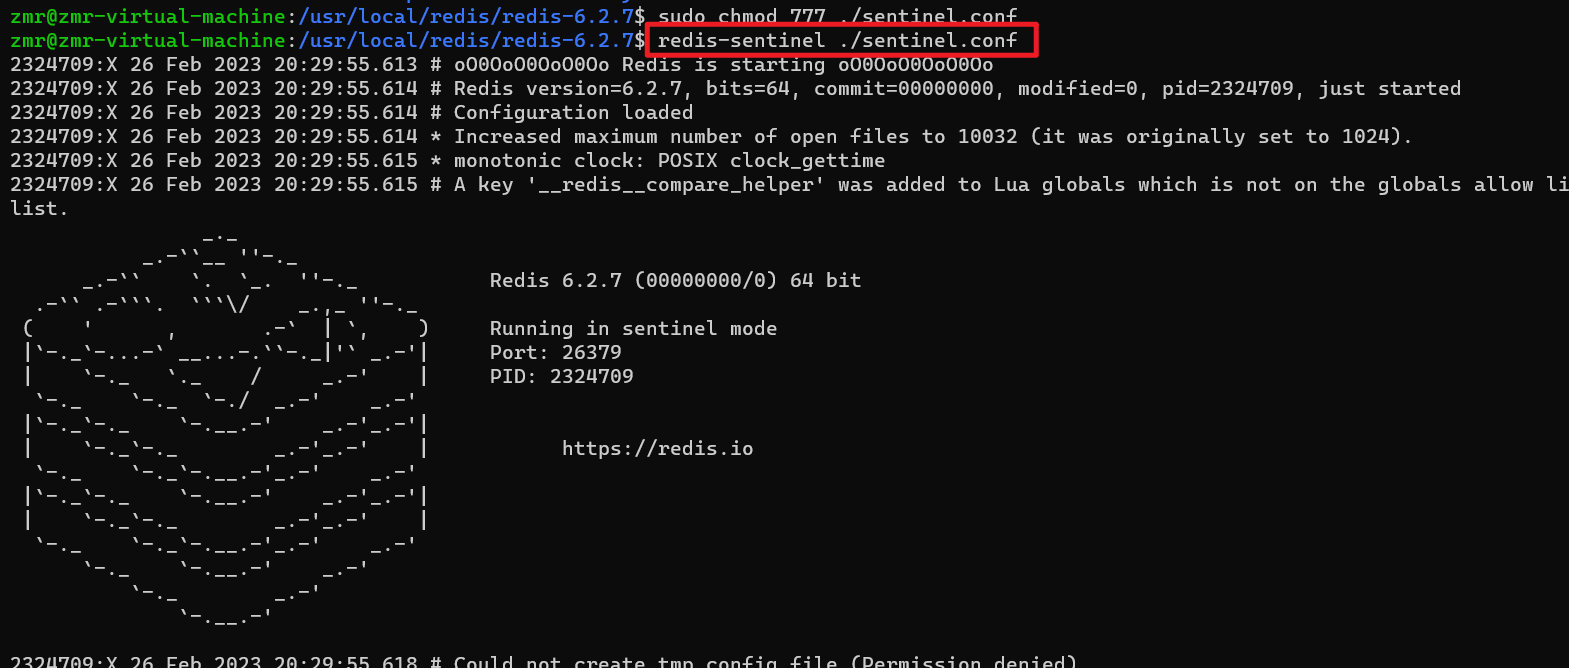 zmr@zmr-virtual-machine:/usr/local/redis/redis-6.2.7$ sudo chmod 777 ./sentinel.conf
zmr@zmr-virtual-machine:/usr/local/redis/redis-6.2.7$ redis-sentinel ./sentinel.conf
2324709:X 26 Feb 2023 20:29:55.613 # oO0OoO0OoO0Oo Redis is starting oO0OoO0OoO0Oo
2324709:X 26 Feb 2023 20:29:55.614 # Redis version=6.2.7, bits=64, commit=00000000, modified=0, pid=2324709, just started
2324709:X 26 Feb 2023 20:29:55.614 # Configuration loaded
2324709:X 26 Feb 2023 20:29:55.614 * Increased maximum number of open files to 10032 (it was originally set to 1024).
2324709:X 26 Feb 2023 20:29:55.615 * monotonic clock: POSIX clock_gettime
2324709:X 26 Feb 2023 20:29:55.615 # A key '__redis__compare_helper' was added to Lua globals which is not on the globals allow li
list.
Redis 6.2.7 (00000000/0) 64 bit
Running in sentinel mode
Port: 26379
PID: 2324709
https://redis.io
2324709:X 26 Feb 2023 20:29:55.618 # Could not create tmp config file (Permission denied)